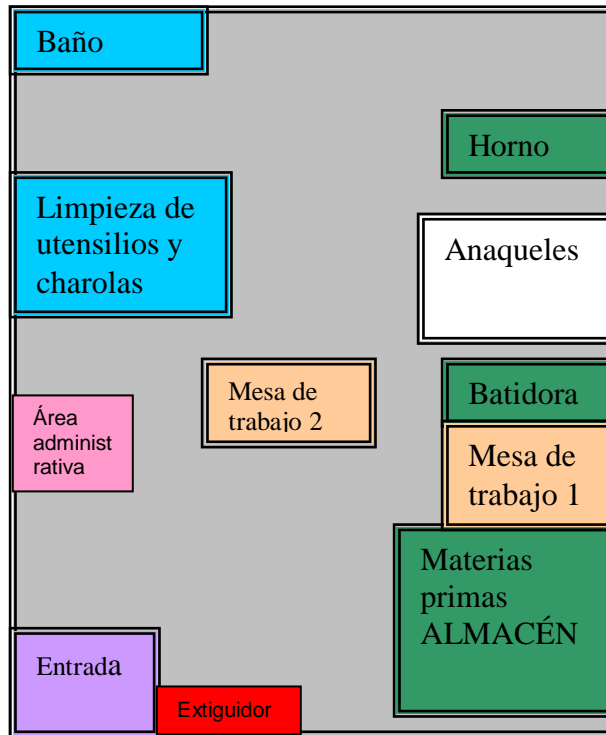 Baño
Horno
Limpieza de
utensilios y
charolas
Anaqueles
Mesa de
trabajo 2
Batidora
Área
administ
rativa
Mesa de
trabajo 1
Materias
primas
ALMACÉN
Entrada
Extiguidor